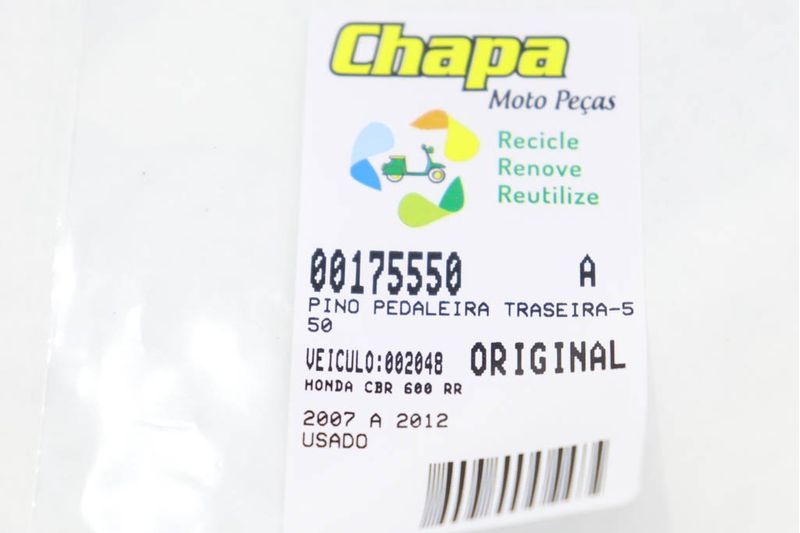 Chapa
Moto Peças
Recicle
Renove
Reutilize
00175550 A
PINO PEDALEIRA TRASEIRA-5
50
VEICULO:002048 ORIGINAL
HONDA CBR 600 RR
2007 A 2012
USADO